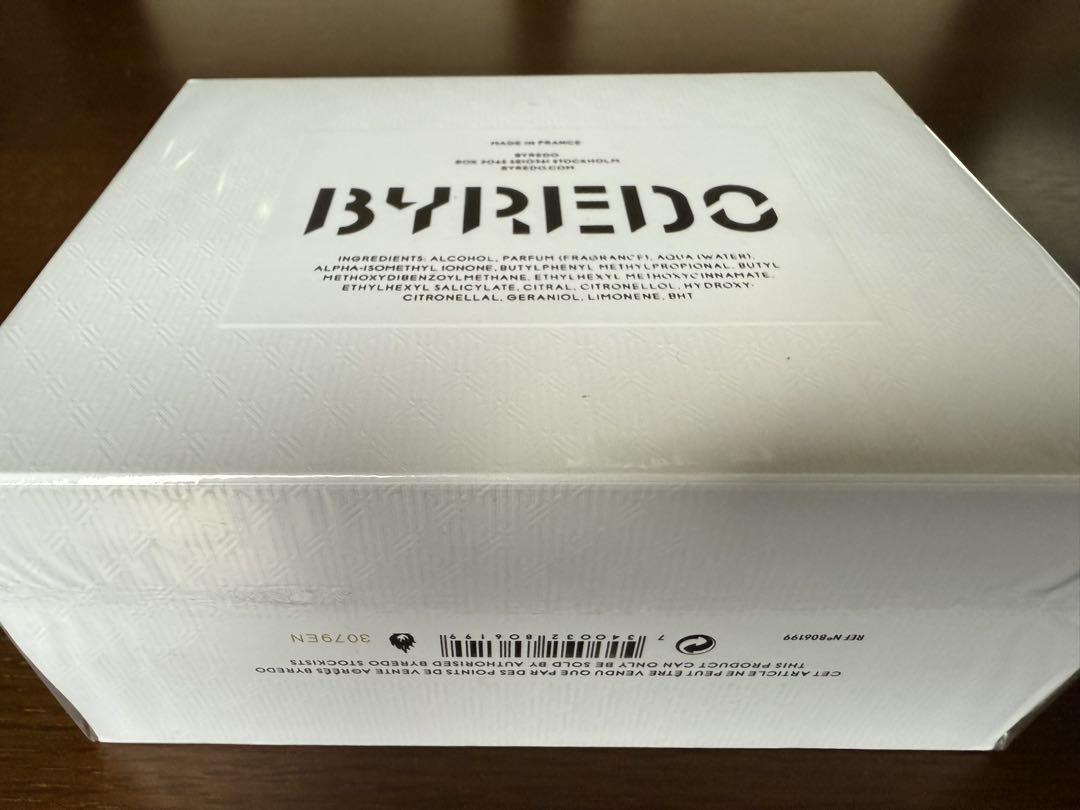 MADE IN FRANCE
BYREDO
BOX 3065 SE10361 STOCKHOLM
BYREDO.COM
BYREDO
INGREDIENTS: ALCOHOL, PARFUM (FRAGRANCE), AQUA (WATER),
ALPHA-ISOMETHYL IONONE, BUTYLPHENYL METHYLPROPIONAL, BUTYL
METHOXYDIBENZOYLMETHANE, ETHYLHEXYL METHOXYCINNAMATE,
ETHYLHEXYL SALICYLATE, CITRAL, CITRONELLOL, HYDROXY-
CITRONELLAL, GERANIOL, LIMONENE, BHT
CET ARTICLE NE PEUT ÊTRE VENDU QUE PAR DES POINTS DE VENTE AGRÉÉS BYREDO
THIS PRODUCT CAN ONLY BE SOLD BY AUTHORISED BYREDO STOCKISTS
REF Nº806199
7 340032 806199
3079EN